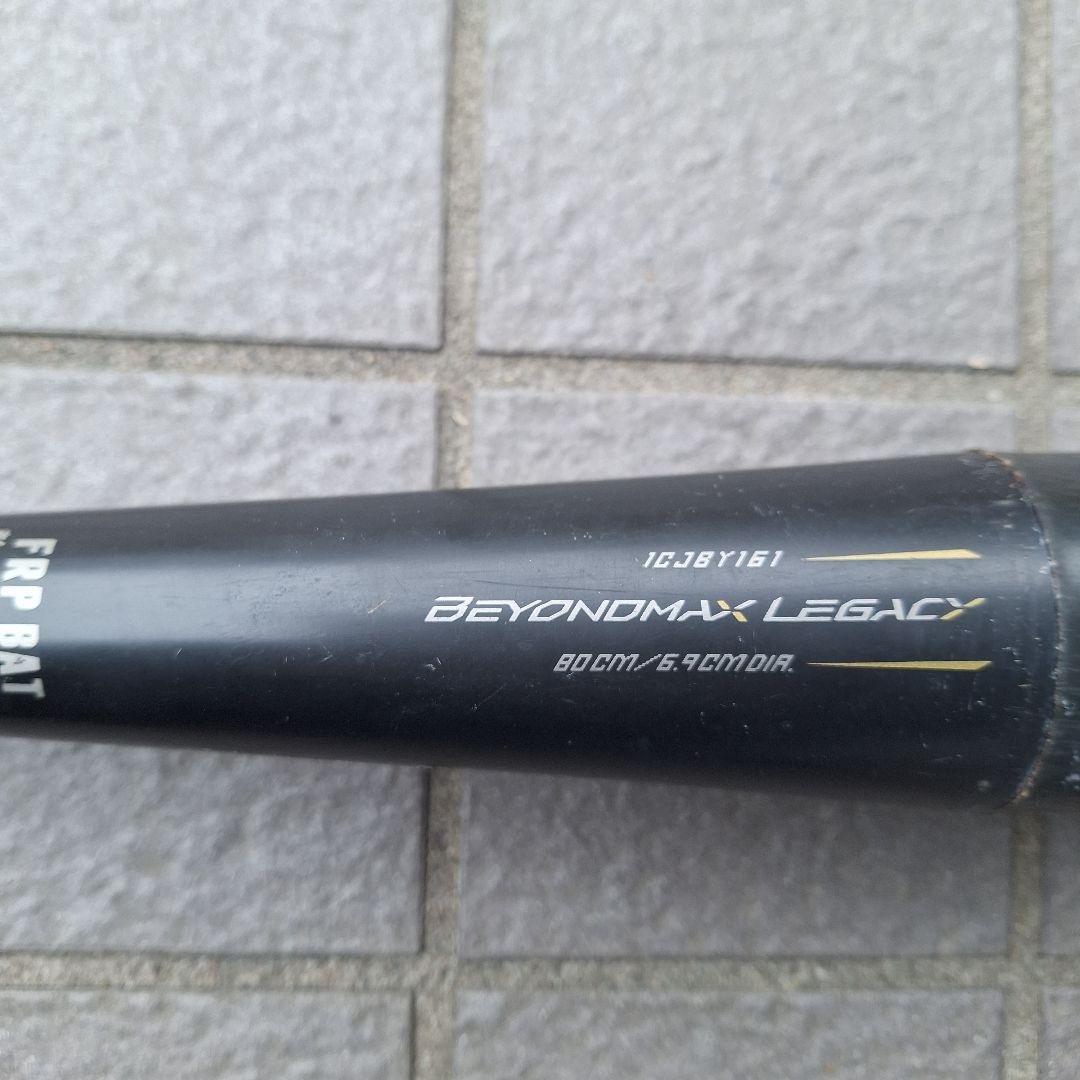 1CJBY161
BEYONDMAX LEGACY
80CM/6.9CM DIA.
FRP BAT